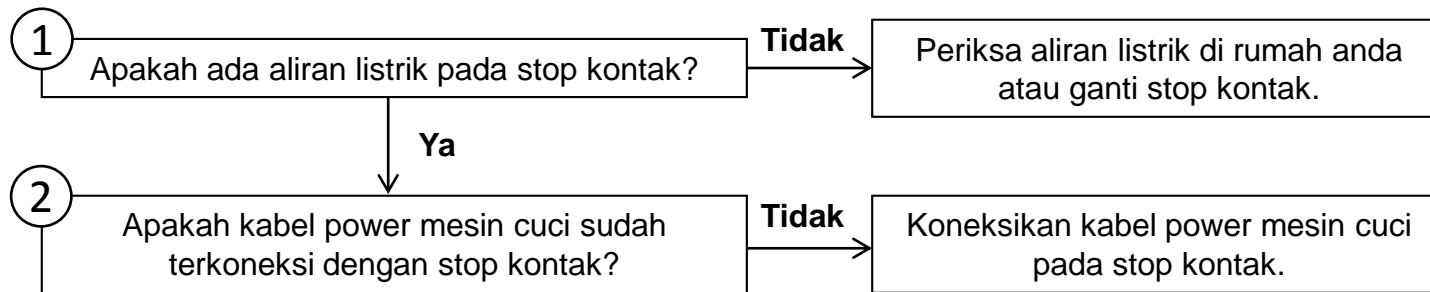 1
Apakah ada aliran listrik pada stop kontak?
Tidak
Periksa aliran listrik di rumah anda
atau ganti stop kontak.
Ya
2
Apakah kabel power mesin cuci sudah
terkoneksi dengan stop kontak?
Tidak
Koneksikan kabel power mesin cuci
pada stop kontak.